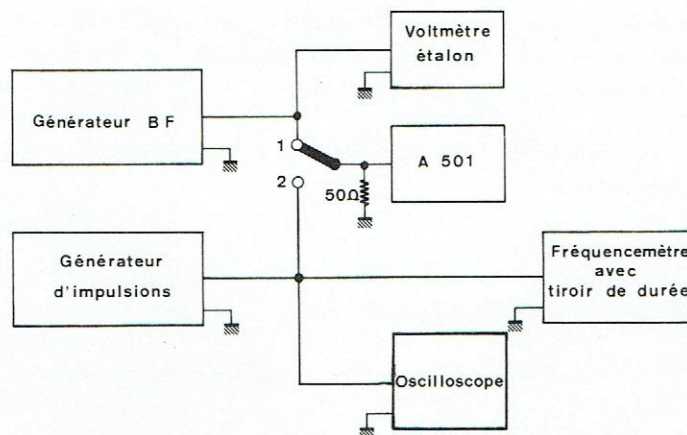 Voltmètre
étalon
Générateur BF
1
A 501
2
50Ω
Générateur
d'impulsions
Fréquencemètre
avec
tiroir de durée
Oscilloscope